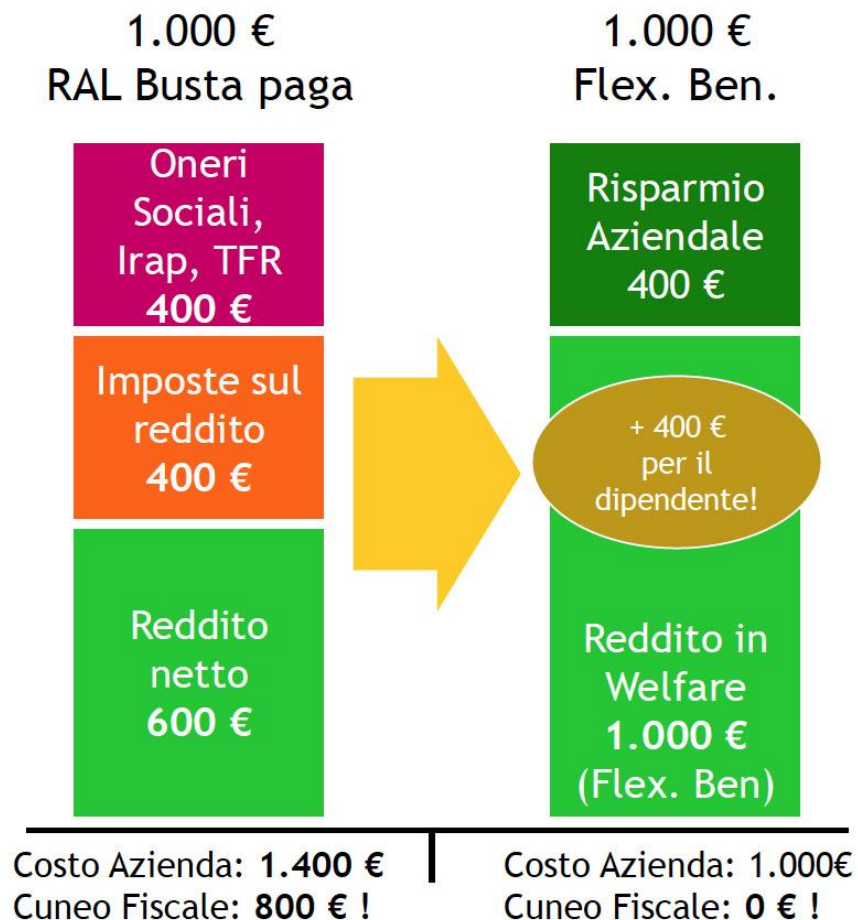 1.000 €
RAL Busta paga
Oneri
Sociali,
Irap, TFR
400 €
Imposte sul
reddito
400 €
Reddito
netto
600 €
Costo Azienda: 1.400 €
Cuneo Fiscale: 800 € !
1.000 €
Flex. Ben.
Risparmio
Aziendale
400 €
+ 400 €
per il
dipendente!
Reddito in
Welfare
1.000 €
(Flex. Ben)
Costo Azienda: 1.000€
Cuneo Fiscale: 0 € !